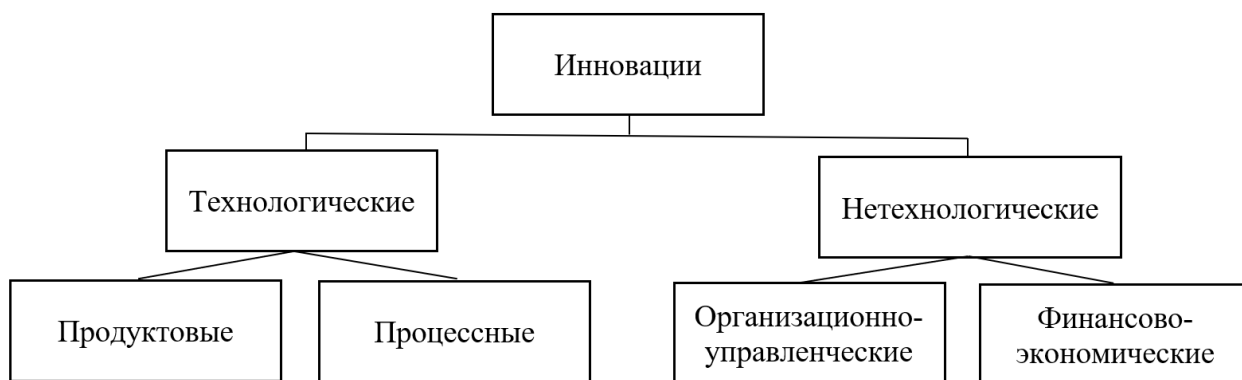 Инновации
Технологические
Нетехнологические
Продуктовые
Процессные
Организационно-
управленческие
Финансово-
экономические